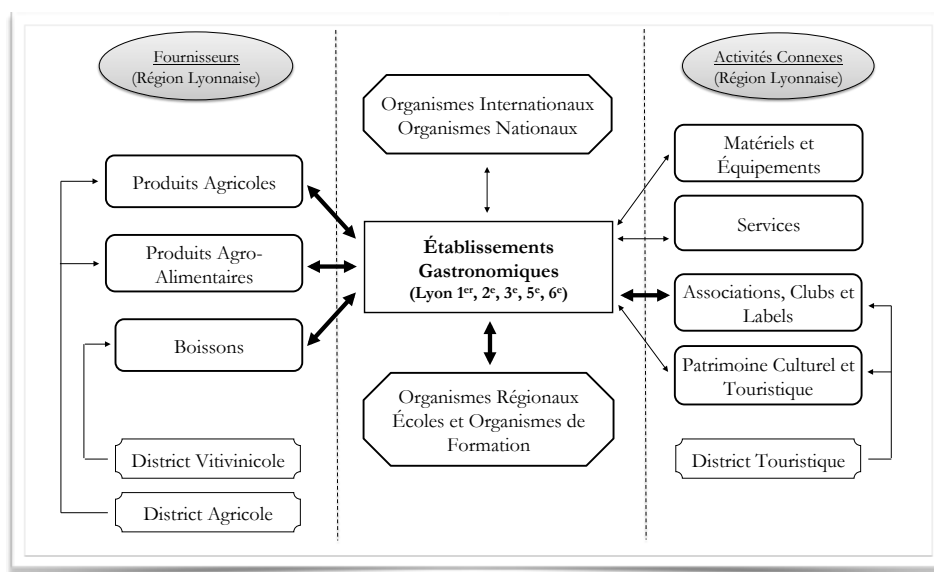 Fournisseurs
(Région Lyonnaise)
Produits Agricoles
Produits Agro-
Alimentaires
Boissons
District Vitivinicole
District Agricole
Organismes Internationaux
Organismes Nationaux
Établissements
Gastronomiques
(Lyon 1er, 2e, 3e, 5e, 6e)
Organismes Régionaux
Écoles et Organismes de
Formation
Activités Connexes
(Région Lyonnaise)
Matériels et
Équipements
Services
Associations, Clubs et
Labels
Patrimoine Culturel et
Touristique
District Touristique